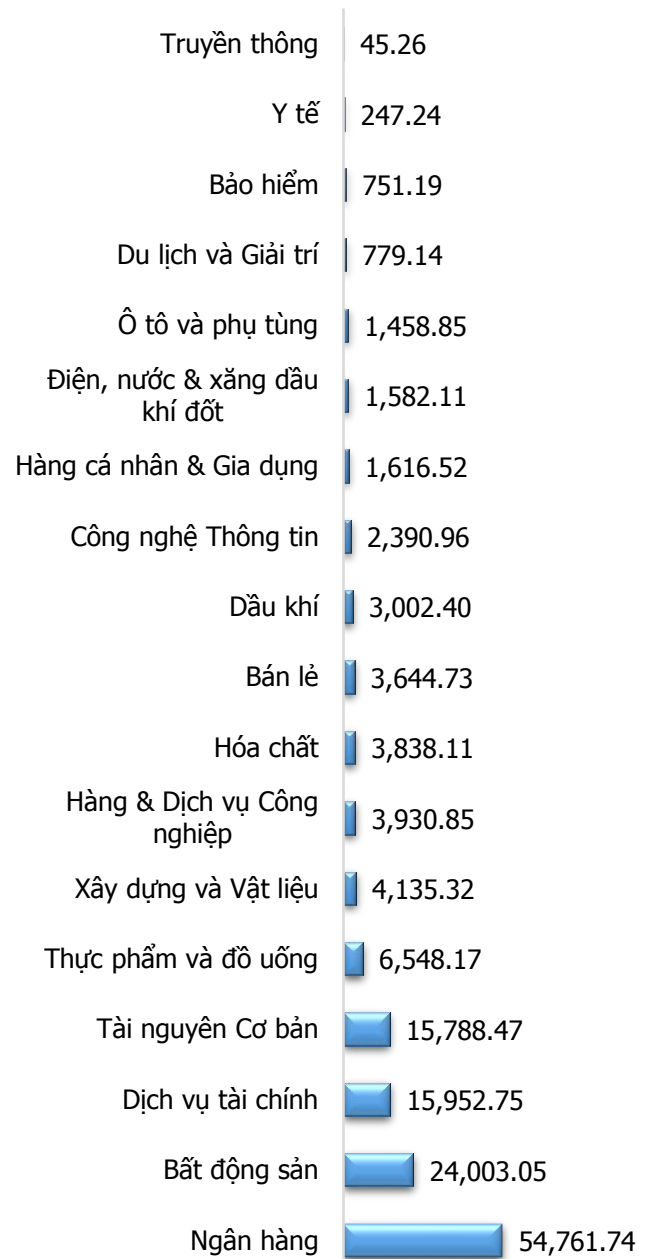 Truyền thông 45.26
Y tế 247.24
Bảo hiểm 751.19
Du lịch và Giải trí 779.14
Ô tô và phụ tùng 1,458.85
Điện, nước & xăng dầu
khí đốt 1,582.11
Hàng cá nhân & Gia dụng 1,616.52
Công nghệ Thông tin 2,390.96
Dầu khí 3,002.40
Bán lẻ 3,644.73
Hóa chất 3,838.11
Hàng & Dịch vụ Công
nghiệp 3,930.85
Xây dựng và Vật liệu 4,135.32
Thực phẩm và đồ uống 6,548.17
Tài nguyên Cơ bản 15,788.47
Dịch vụ tài chính 15,952.75
Bất động sản 24,003.05
Ngân hàng 54,761.74